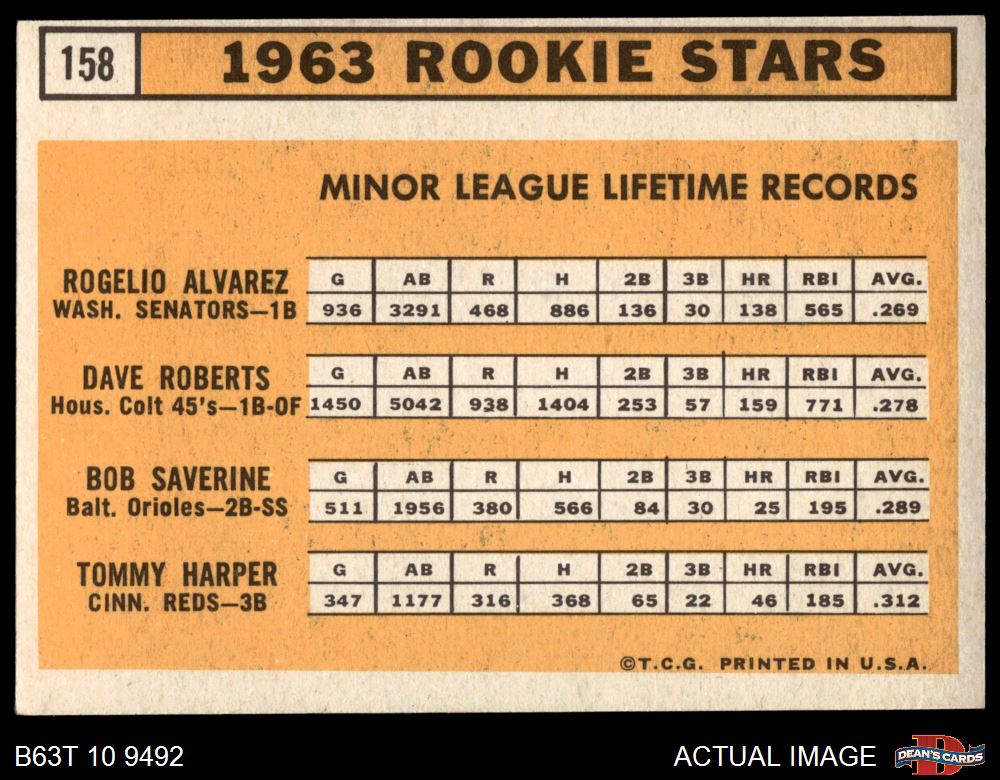 158 1963 ROOKIE STARS
MINOR LEAGUE LIFETIME RECORDS
ROGELIO ALVAREZ G AB R H 2B 3B HR RBI AVG.
WASH. SENATORS—1B 936 3291 468 886 136 30 138 565 .269
DAVE ROBERTS G AB R H 2B 3B HR RBI AVG.
Hous. Colt 45's—1B-OF 1450 5042 938 1404 253 57 159 771 .278
BOB SAVERINE G AB R H 2B 3B HR RBI AVG.
Balt. Orioles—2B-SS 511 1956 380 566 84 30 25 195 .289
TOMMY HARPER G AB R H 2B 3B HR RBI AVG.
CINN. REDS—3B 347 1177 316 368 65 22 46 185 .312
©T.C.G. PRINTED IN U.S.A.
B63T 10 9492 ACTUAL IMAGE D DEAN'S CARDS